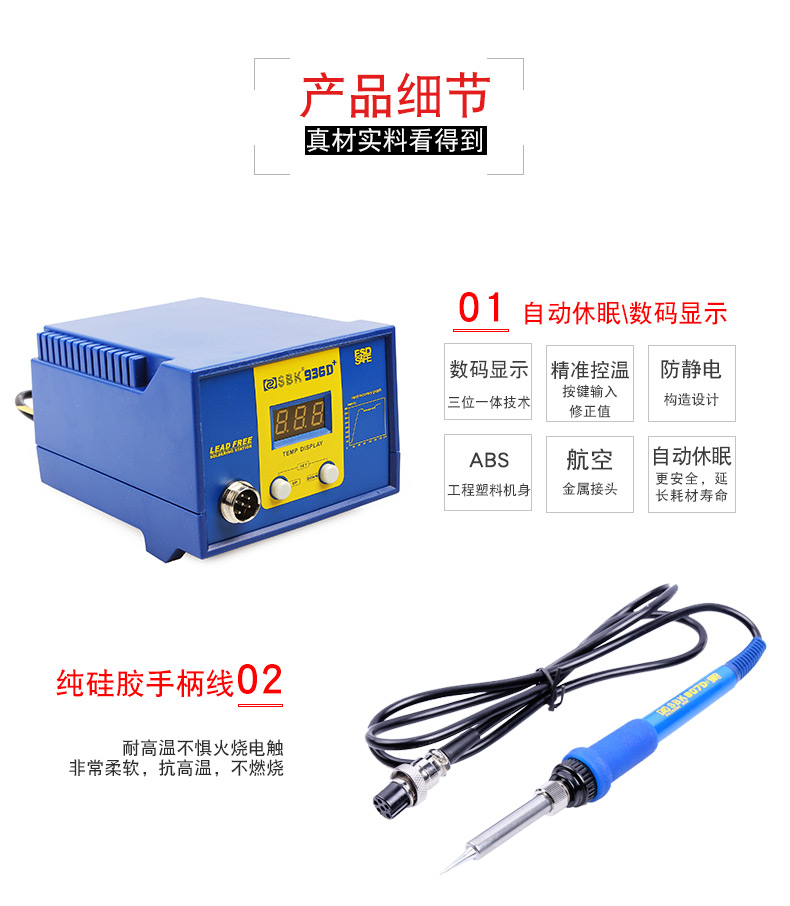 产品细节
真材实料看得到
01 自动休眠\数码显示
数码显示
三位一体技术
精准控温
按键输入
修正值
防静电
构造设计
ABS
工程塑料机身
航空
金属接头
自动休眠
更安全，延
长耗材寿命
SBK® 936D+
ESD
SAFE
8.8.8.
TEMP DISPLAY
LEAD FREE
SOLDERING STATION
SET
UP
纯硅胶手柄线02
耐高温不惧火烧电触
非常柔软，抗高温，不燃烧
SBK 907D